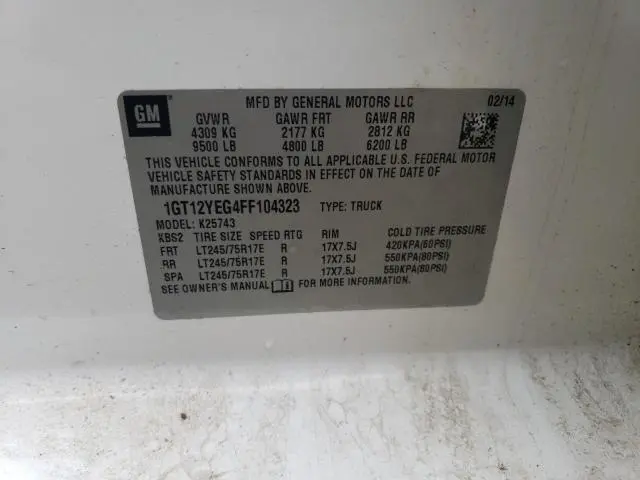 GM
MFD BY GENERAL MOTORS LLC 02/14
GVWR GAWR FRT GAWR RR
4309 KG 2177 KG 2812 KG
9500 LB 4800 LB 6200 LB
THIS VEHICLE CONFORMS TO ALL APPLICABLE U.S. FEDERAL MOTOR
VEHICLE SAFETY STANDARDS IN EFFECT ON THE DATE OF
MANUFACTURE SHOWN ABOVE.
1GT12YEG4FF104323 TYPE: TRUCK
MODEL: K25743
XBS2 TIRE SIZE SPEED RTG RIM COLD TIRE PRESSURE
FRT LT245/75R17E R 17X7.5J 420KPA(60PSI)
RR LT245/75R17E R 17X7.5J 550KPA(80PSI)
SPA LT245/75R17E R 17X7.5J 550KPA(80PSI)
SEE OWNER'S MANUAL FOR MORE INFORMATION.